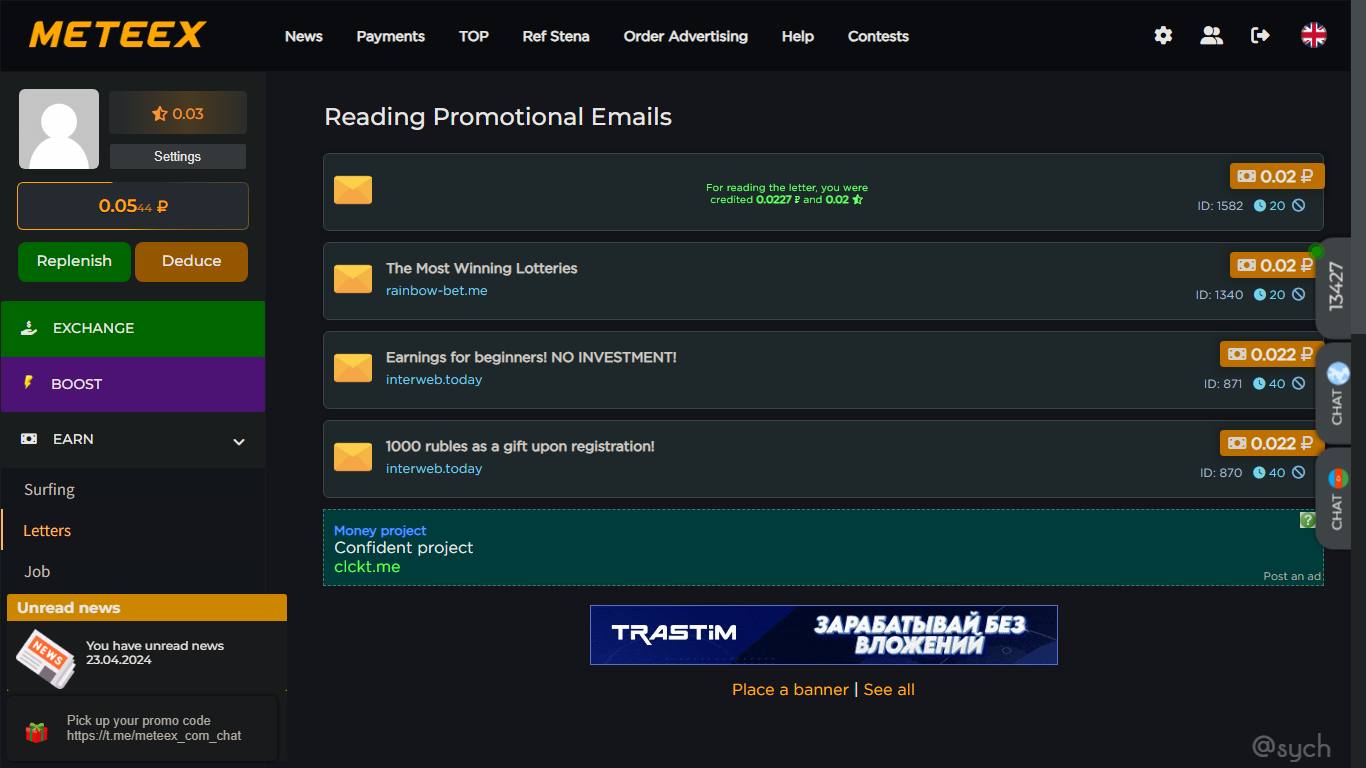 METEEX
News
Payments
TOP
Ref Stena
Order Advertising
Help
Contests
0.03
Settings
0.0544 ₽
Replenish
Deduce
EXCHANGE
BOOST
EARN
Surfing
Letters
Job
Unread news
NEWS
You have unread news
23.04.2024
Pick up your promo code
https://t.me/meteex_com_chat
Reading Promotional Emails
For reading the letter, you were
credited 0.0227 ₽ and 0.02
0.02 ₽
ID: 1582 20
The Most Winning Lotteries
rainbow-bet.me
0.02 ₽
ID: 1340 20
Earnings for beginners! NO INVESTMENT!
interweb.today
0.022 ₽
ID: 871 40
1000 rubles as a gift upon registration!
interweb.today
0.022 ₽
ID: 870 40
Money project
Confident project
clckt.me
?
Post an ad
TRASTIM
ЗАРАБАТЫВАЙ БЕЗ
ВЛОЖЕНИЙ
Place a banner | See all
13427
CHAT
CHAT
@sych